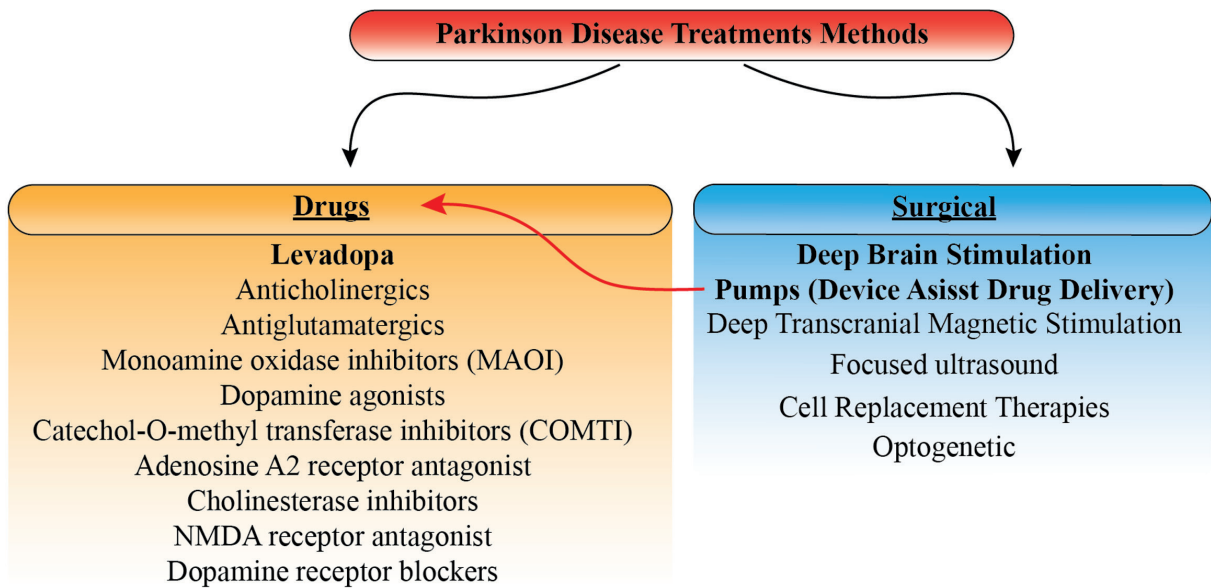 Parkinson Disease Treatments Methods
Drugs
Levadopa
Anticholinergics
Antiglutamatergics
Monoamine oxidase inhibitors (MAOI)
Dopamine agonists
Catechol-O-methyl transferase inhibitors (COMTI)
Adenosine A2 receptor antagonist
Cholinesterase inhibitors
NMDA receptor antagonist
Dopamine receptor blockers
Surgical
Deep Brain Stimulation
Pumps (Device Asisst Drug Delivery)
Deep Transcranial Magnetic Stimulation
Focused ultrasound
Cell Replacement Therapies
Optogenetic